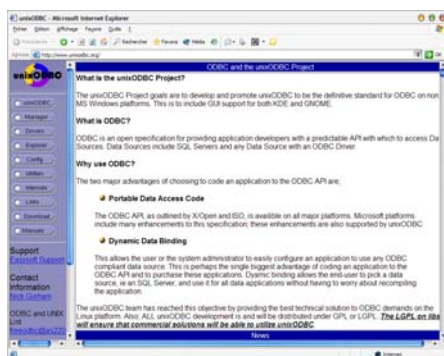 unixODBC - Microsoft Internet Explorer
Fichier Edition Affichage Favoris Outils ?
Rechercher Favoris
http://www.unixodbc.org/
ODBC and the unixODBC Project
unixODBC
unixODBC
Manager
Drivers
Explorer
Config
Utilities
Internals
Links
Download
Manuals
Support
Easysoft Support
Contact
Information
Nick Gorham
ODBC and UNIX
List
What is the unixODBC Project?
The unixODBC Project goals are to develop and promote unixODBC to be the definitive standard for ODBC on non
MS Windows platforms. This is to include GUI support for both KDE and GNOME.
What is ODBC?
ODBC is an open specification for providing application developers with a predictable API with which to access Da
Sources. Data Sources include SQL Servers and any Data Source with an ODBC Driver.
Why use ODBC?
The two major advantages of choosing to code an application to the ODBC API are;
Portable Data Access Code
The ODBC API, as outlined by X/Open and ISO, is available on all major platforms. Microsoft platforms
include many enhancements to this specification; these enhancements are also supported by unixODBC
Dynamic Data Binding
This allows the user or the system administrator to easily configure an application to use any ODBC
compliant data source. This is perhaps the single biggest advantage of coding an application to the
ODBC API and to purchase these applications. Dyamic binding allows the end-user to pick a data
source, ie an SQL Server, and use it for all data applications without having to worry about recompiling
the application.
The unixODBC team has reached this objective by providing the best technical solution to ODBC demands on the
Linux platform. Also, ALL unixODBC development is and will be distributed under GPL or LGPL. The LGPL on libs
will ensure that commercial solutions will be able to utilize unixODBC
News
Internet